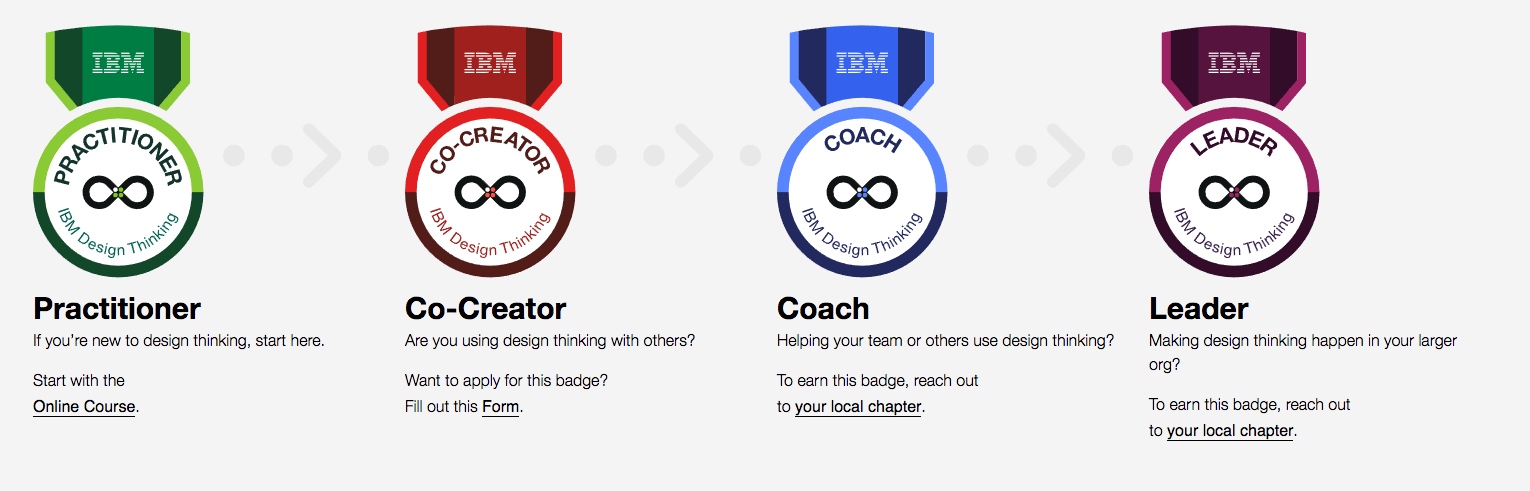 IBM
PRACTITIONER
IBM Design Thinking
Practitioner
If you're new to design thinking, start here.
Start with the
Online Course.
IBM
CO-CREATOR
IBM Design Thinking
Co-Creator
Are you using design thinking with others?
Want to apply for this badge?
Fill out this Form.
IBM
COACH
IBM Design Thinking
Coach
Helping your team or others use design thinking?
To earn this badge, reach out
to your local chapter.
IBM
LEADER
IBM Design Thinking
Leader
Making design thinking happen in your larger
org?
To earn this badge, reach out
to your local chapter.